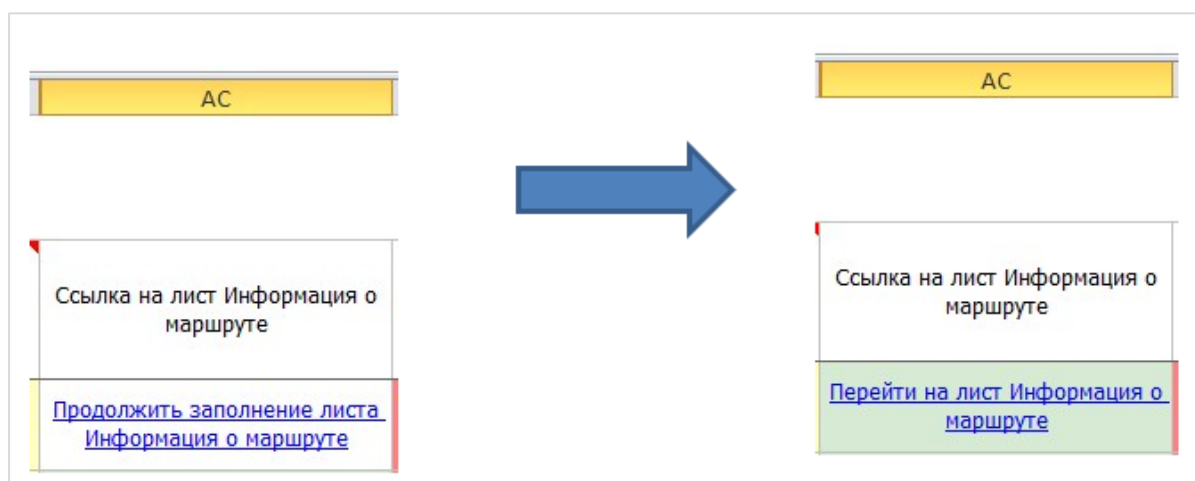 AC
Ссылка на лист Информация о
маршруте
Продолжить заполнение листа
Информация о маршруте
AC
Ссылка на лист Информация о
маршруте
Перейти на лист Информация о
маршруте